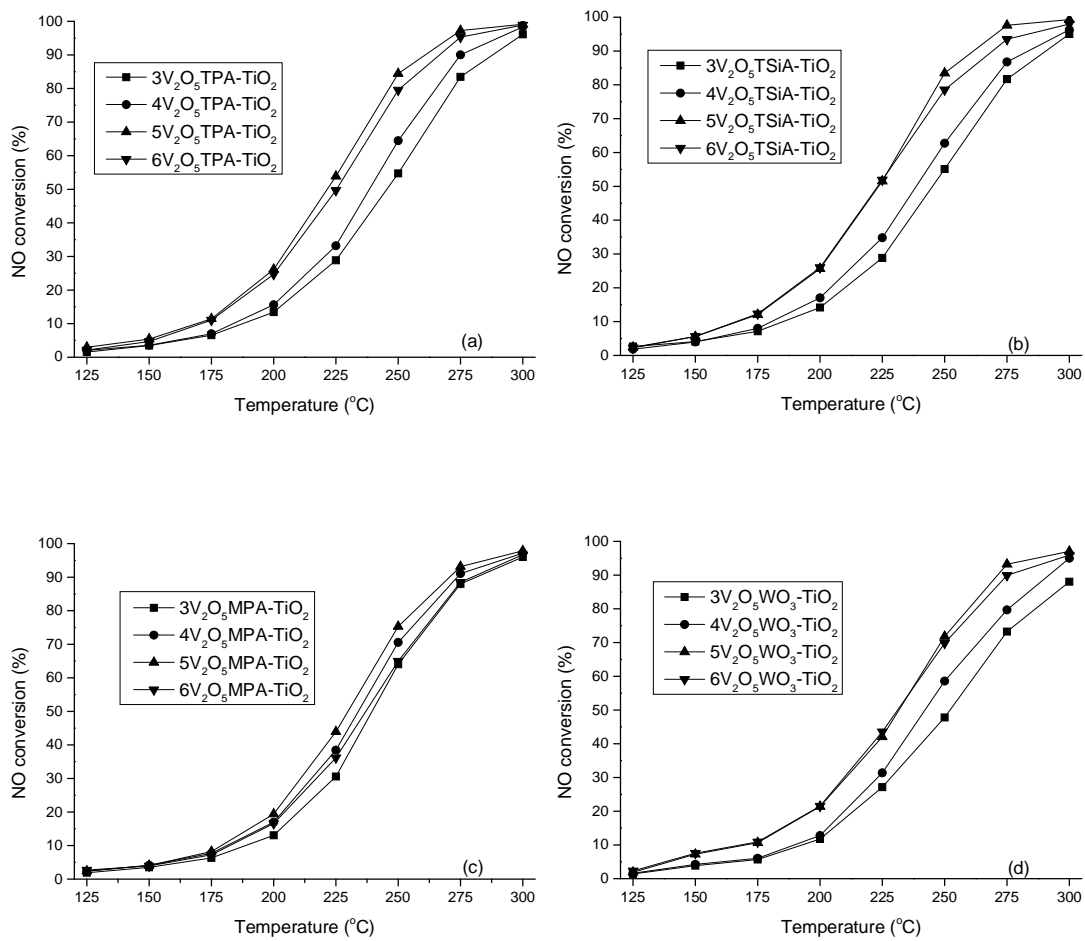 100
90
80
70
60
50
40
30
20
10
0
NO conversion (%)
3V₂O₅TPA-TiO₂
4V₂O₅TPA-TiO₂
5V₂O₅TPA-TiO₂
6V₂O₅TPA-TiO₂
(a)
125 150 175 200 225 250 275 300
Temperature (°C)
100
90
80
70
60
50
40
30
20
10
0
NO conversion (%)
3V₂O₅TSiA-TiO₂
4V₂O₅TSiA-TiO₂
5V₂O₅TSiA-TiO₂
6V₂O₅TSiA-TiO₂
(b)
125 150 175 200 225 250 275 300
Temperature (°C)
100
90
80
70
60
50
40
30
20
10
0
NO conversion (%)
3V₂O₅MPA-TiO₂
4V₂O₅MPA-TiO₂
5V₂O₅MPA-TiO₂
6V₂O₅MPA-TiO₂
(c)
125 150 175 200 225 250 275 300
Temperature (°C)
100
90
80
70
60
50
40
30
20
10
0
NO conversion (%)
3V₂O₅WO₃-TiO₂
4V₂O₅WO₃-TiO₂
5V₂O₅WO₃-TiO₂
6V₂O₅WO₃-TiO₂
(d)
125 150 175 200 225 250 275 300
Temperature (°C)